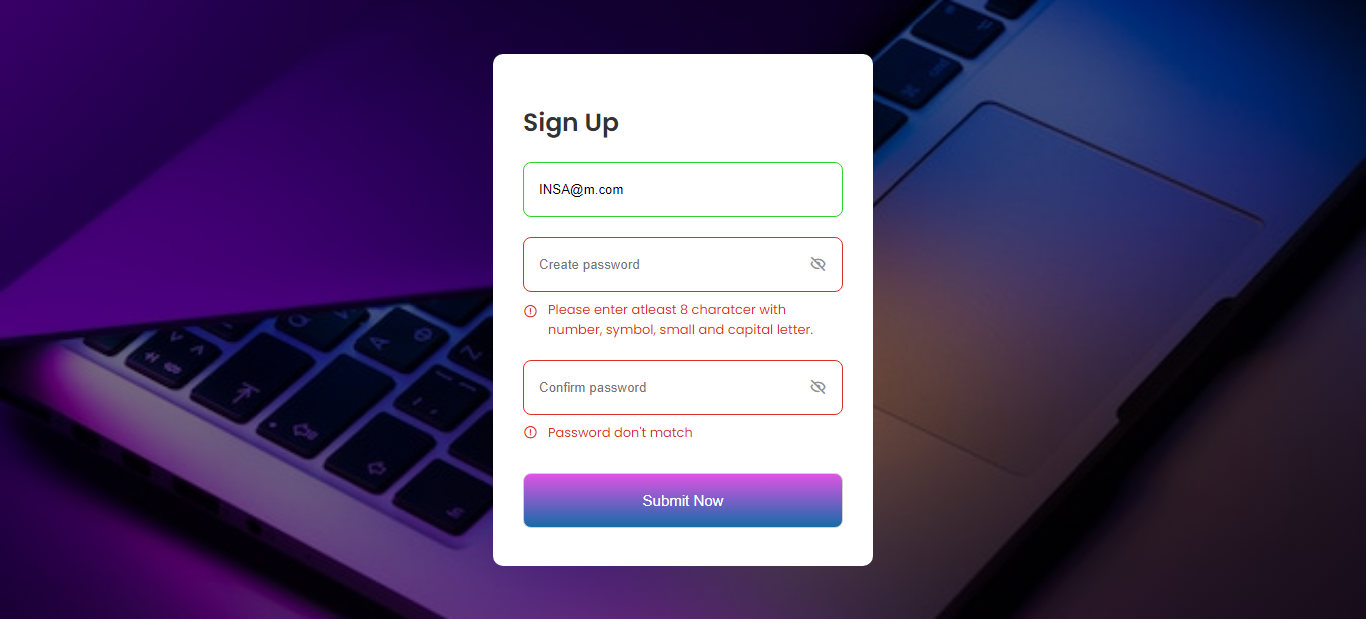 Sign Up
INSA@m.com
Create password
Please enter atleast 8 charatcer with
number, symbol, small and capital letter.
Confirm password
Password don't match
Submit Now